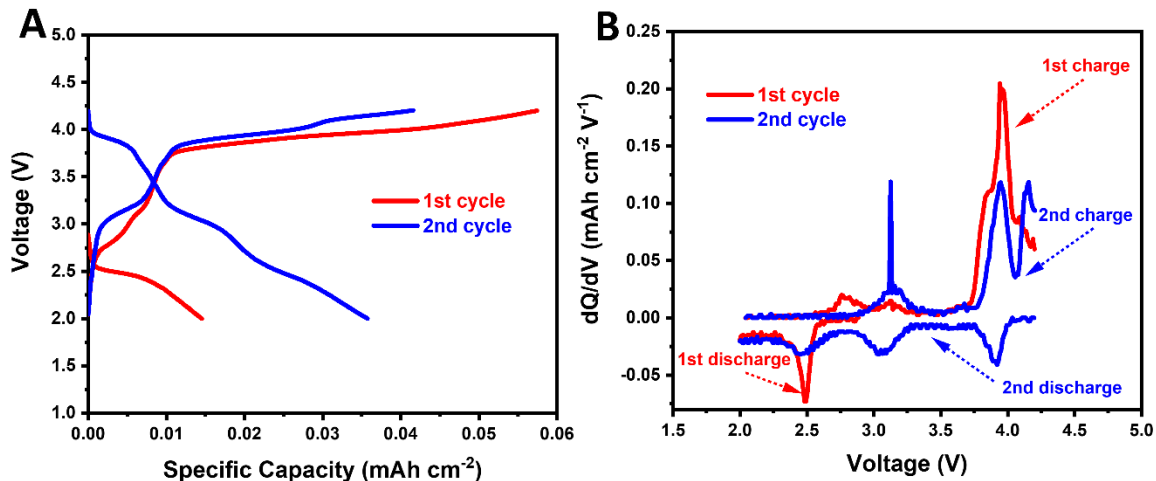 A
5.0
4.5
4.0
3.5
3.0
2.5
2.0
1.5
1.0
Voltage (V)
1st cycle
2nd cycle
0.00 0.01 0.02 0.03 0.04 0.05 0.06
Specific Capacity (mAh cm-2)
B
0.25
0.20
0.15
0.10
0.05
0.00
-0.05
dQ/dV (mAh cm-2 V-1)
1st cycle
2nd cycle
1st charge
2nd charge
1st discharge
2nd discharge
1.5 2.0 2.5 3.0 3.5 4.0 4.5 5.0
Voltage (V)